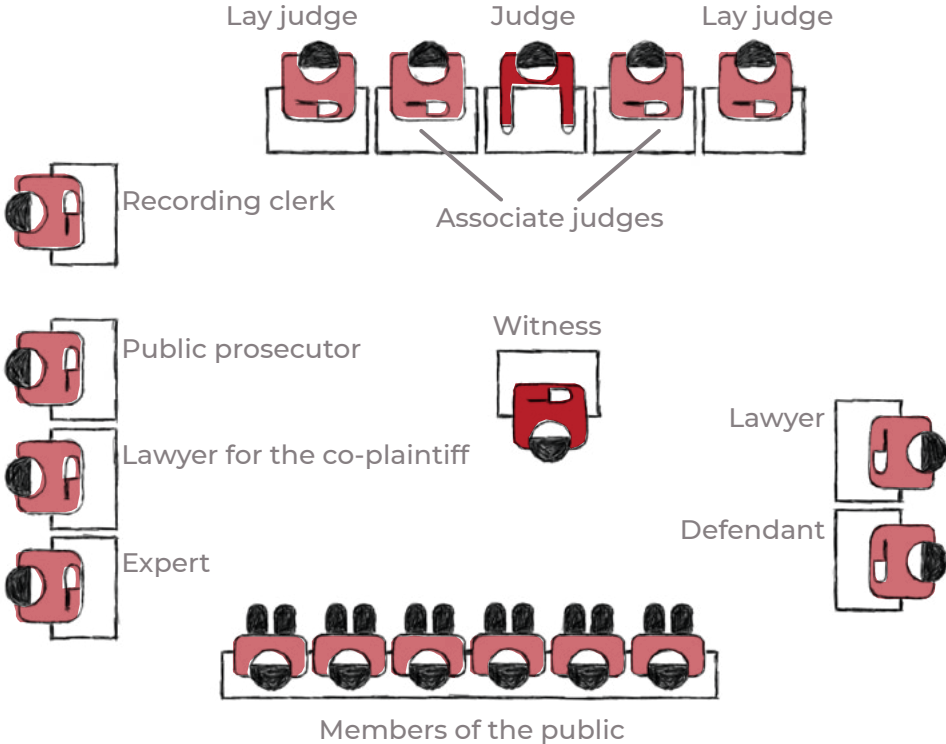 Lay judge
Judge
Lay judge
Associate judges
Recording clerk
Witness
Public prosecutor
Lawyer for the co-plaintiff
Expert
Lawyer
Defendant
Members of the public